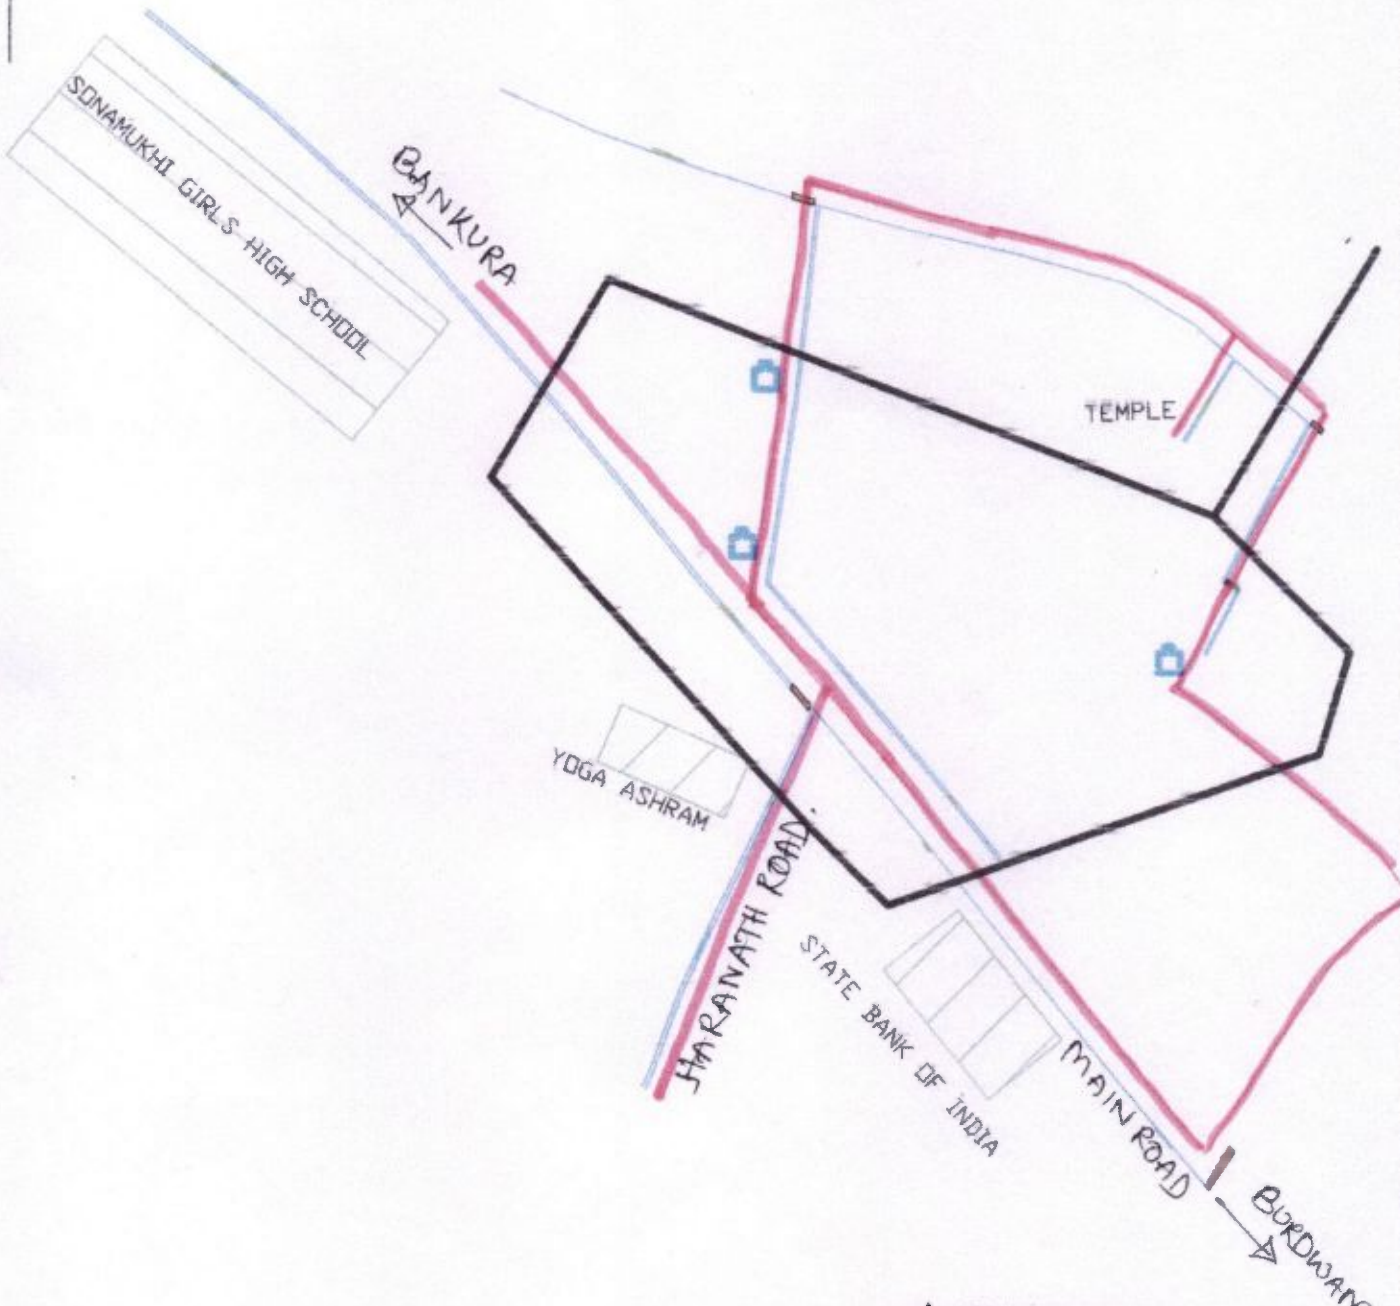 SONAMUKHI GIRLS HIGH SCHOOL
BANKURA
TEMPLE
YOGA ASHRAM
HARANATH ROAD.
STATE BANK OF INDIA
MAIN ROAD
BURDWAN